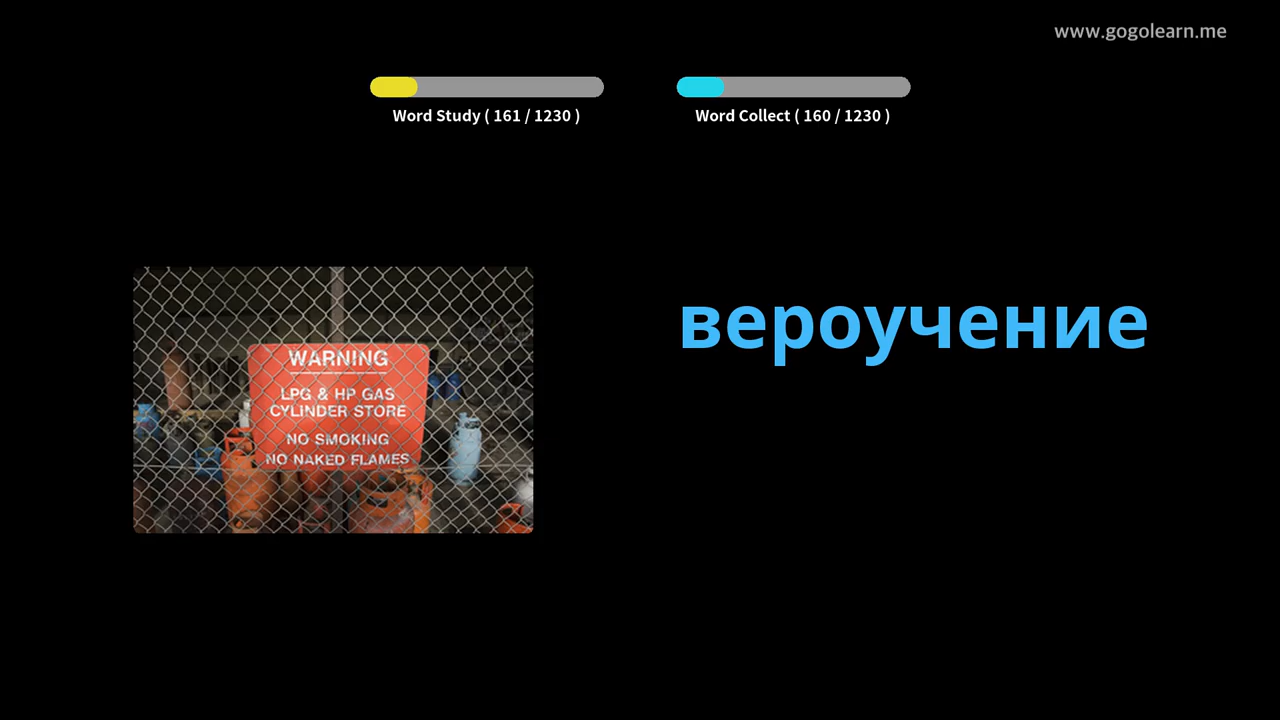 www.gogolearn.me
Word Study ( 161 / 1230 )
Word Collect ( 160 / 1230 )
вероучение
WARNING
LPG & HP GAS
CYLINDER STORE
NO SMOKING
NO NAKED FLAMES